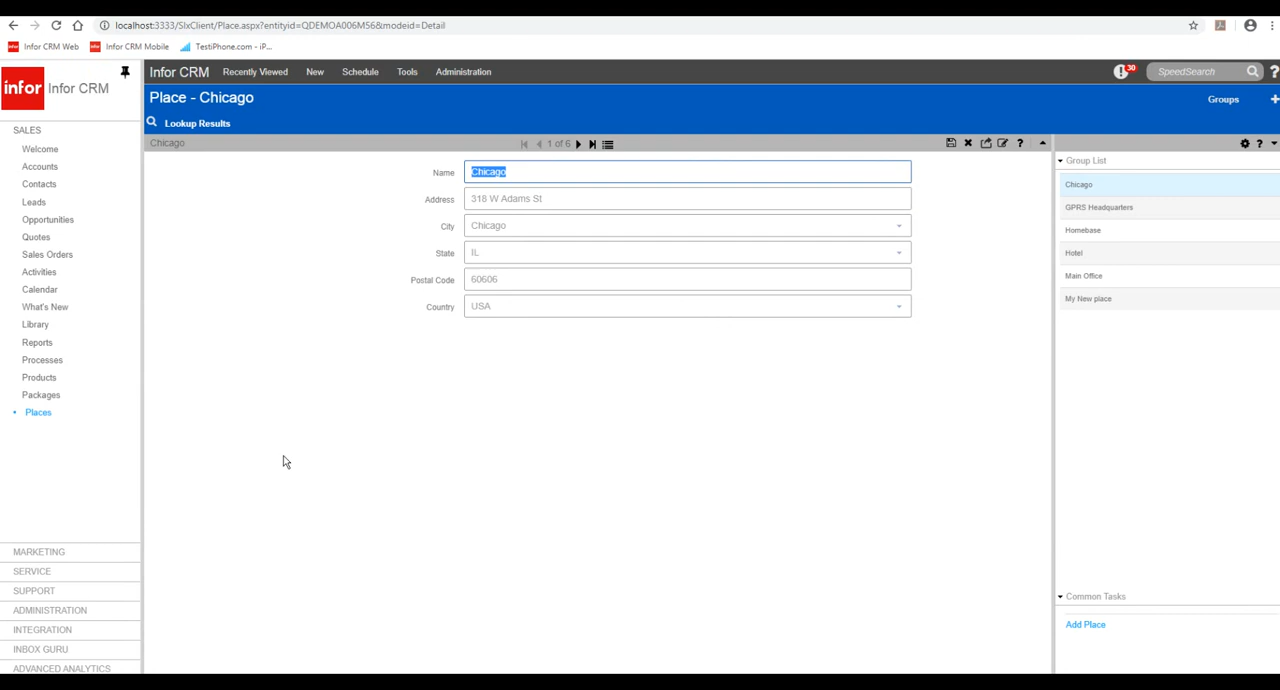 localhost:3333/SlxClient/Place.aspx?entityid=QDEMOA006M56&modeid=Detail
Infor CRM Web
Infor CRM Mobile
TestiPhone.com - iP...
infor
Infor CRM
Infor CRM
Recently Viewed
New
Schedule
Tools
Administration
30
SpeedSearch
?
Place - Chicago
Groups
Lookup Results
SALES
Welcome
Accounts
Contacts
Leads
Opportunities
Quotes
Sales Orders
Activities
Calendar
What's New
Library
Reports
Processes
Products
Packages
Places
MARKETING
SERVICE
SUPPORT
ADMINISTRATION
INTEGRATION
INBOX GURU
ADVANCED ANALYTICS
Chicago
1 of 6
?
Name
Chicago
Address
318 W Adams St
City
Chicago
State
IL
Postal Code
60606
Country
USA
?
Group List
Chicago
GPRS Headquarters
Homebase
Hotel
Main Office
My New place
Common Tasks
Add Place